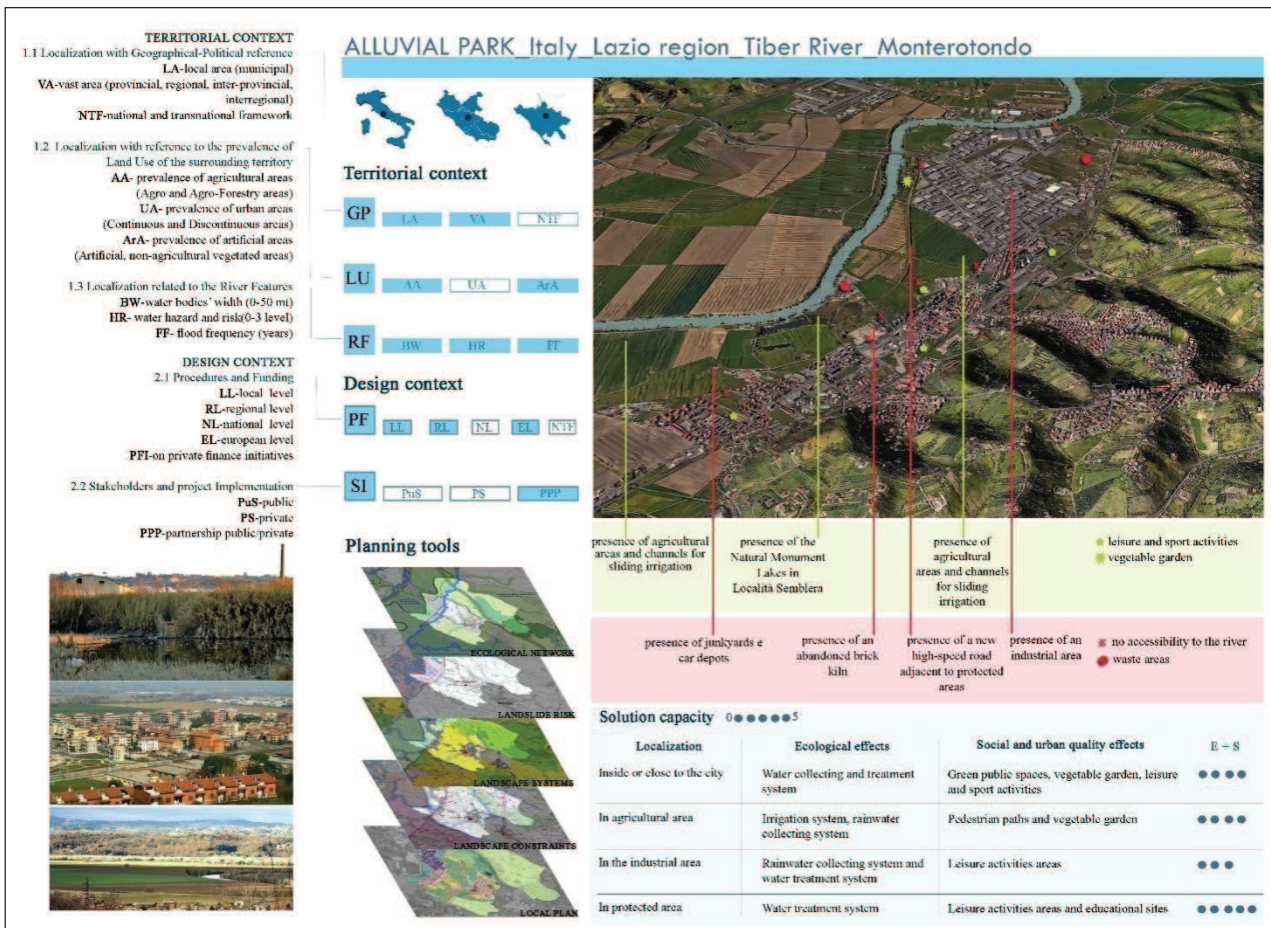 TERRITORIAL CONTEXT
1.1 Localization with Geographical-Political reference
LA-local area (municipal)
VA-vast area (provincial, regional, inter-provincial,
interregional)
NTF-national and transnational framework
1.2 Localization with reference to the prevalence of
Land Use of the surrounding territory
AA- prevalence of agricultural areas
(Agro and Agro-Forestry areas)
UA- prevalence of urban areas
(Continuous and Discontinuous areas)
ArA- prevalence of artificial areas
(Artificial, non-agricultural vegetated areas)
1.3 Localization related to the River Features
BW-water bodies' width (0-50 mt)
HR- water hazard and risk(0-3 level)
FF- flood frequency (years)
DESIGN CONTEXT
2.1 Procedures and Funding
LL-local level
RL-regional level
NL-national level
EL-european level
PFI-on private finance initiatives
2.2 Stakeholders and project Implementation
PuS-public
PS-private
PPP-partnership public/private
ALLUVIAL PARK_Italy_Lazio region_Tiber River_Monterotondo
Territorial context
GP LA VA NTF
LU AA UA ArA
RF BW HR FF
Design context
PF LL RL NL EL NTF
SI PuS PS PPP
Planning tools
ECOLOGICAL NETWORK
LANDSLIDE RISK
LANDSCAPE SYSTEMS
LANDSCAPE CONSTRAINTS
LOCAL PLAN
presence of agricultural
areas and channels for
sliding irrigation
presence of the
Natural Monument
Lakes in
Località Semblera
presence of
agricultural
areas and channels
for sliding
irrigation
leisure and sport activities
vegetable garden
presence of junkyards e
car depots
presence of an
abandoned brick
kiln
presence of a new
high-speed road
adjacent to protected
areas
presence of an
industrial area
no accessibility to the river
waste areas
Solution capacity 0 5
Localization Ecological effects Social and urban quality effects E + S
Inside or close to the city Water collecting and treatment system Green public spaces, vegetable garden, leisure and sport activities
In agricultural area Irrigation system, rainwater collecting system Pedestrian paths and vegetable garden
In the industrial area Rainwater collecting system and water treatment system Leisure activities areas
In protected area Water treatment system Leisure activities areas and educational sites